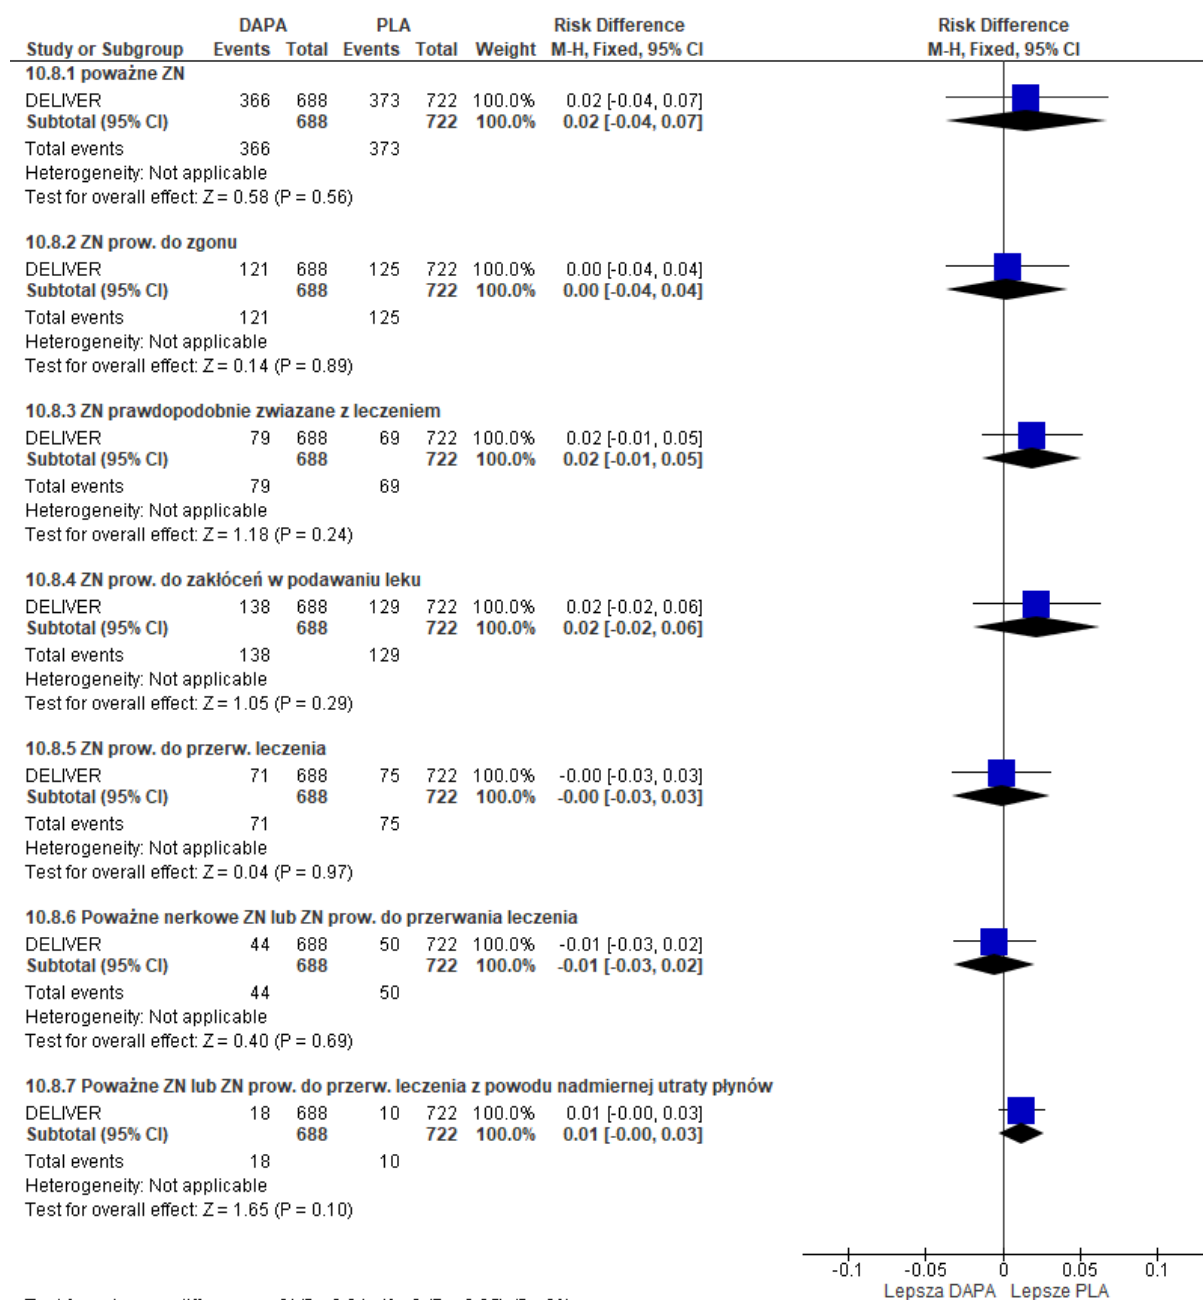 DAPA PLA Risk Difference Risk Difference
Study or Subgroup Events Total Events Total Weight M-H, Fixed, 95% CI M-H, Fixed, 95% CI
10.8.1 poważne ZN
DELIVER 366 688 373 722 100.0% 0.02 [-0.04, 0.07]
Subtotal (95% CI) 688 722 100.0% 0.02 [-0.04, 0.07]
Total events 366 373
Heterogeneity: Not applicable
Test for overall effect: Z = 0.58 (P = 0.56)
10.8.2 ZN prow. do zgonu
DELIVER 121 688 125 722 100.0% 0.00 [-0.04, 0.04]
Subtotal (95% CI) 688 722 100.0% 0.00 [-0.04, 0.04]
Total events 121 125
Heterogeneity: Not applicable
Test for overall effect: Z = 0.14 (P = 0.89)
10.8.3 ZN prawdopodobnie zwiazane z leczeniem
DELIVER 79 688 69 722 100.0% 0.02 [-0.01, 0.05]
Subtotal (95% CI) 688 722 100.0% 0.02 [-0.01, 0.05]
Total events 79 69
Heterogeneity: Not applicable
Test for overall effect: Z = 1.18 (P = 0.24)
10.8.4 ZN prow. do zakłóceń w podawaniu leku
DELIVER 138 688 129 722 100.0% 0.02 [-0.02, 0.06]
Subtotal (95% CI) 688 722 100.0% 0.02 [-0.02, 0.06]
Total events 138 129
Heterogeneity: Not applicable
Test for overall effect: Z = 1.05 (P = 0.29)
10.8.5 ZN prow. do przerw. leczenia
DELIVER 71 688 75 722 100.0% -0.00 [-0.03, 0.03]
Subtotal (95% CI) 688 722 100.0% -0.00 [-0.03, 0.03]
Total events 71 75
Heterogeneity: Not applicable
Test for overall effect: Z = 0.04 (P = 0.97)
10.8.6 Poważne nerkowe ZN lub ZN prow. do przerwania leczenia
DELIVER 44 688 50 722 100.0% -0.01 [-0.03, 0.02]
Subtotal (95% CI) 688 722 100.0% -0.01 [-0.03, 0.02]
Total events 44 50
Heterogeneity: Not applicable
Test for overall effect: Z = 0.40 (P = 0.69)
10.8.7 Poważne ZN lub ZN prow. do przerw. leczenia z powodu nadmiernej utraty płynów
DELIVER 18 688 10 722 100.0% 0.01 [-0.00, 0.03]
Subtotal (95% CI) 688 722 100.0% 0.01 [-0.00, 0.03]
Total events 18 10
Heterogeneity: Not applicable
Test for overall effect: Z = 1.65 (P = 0.10)
-0.1 -0.05 0 0.05 0.1
Lepsza DAPA Lepsze PLA